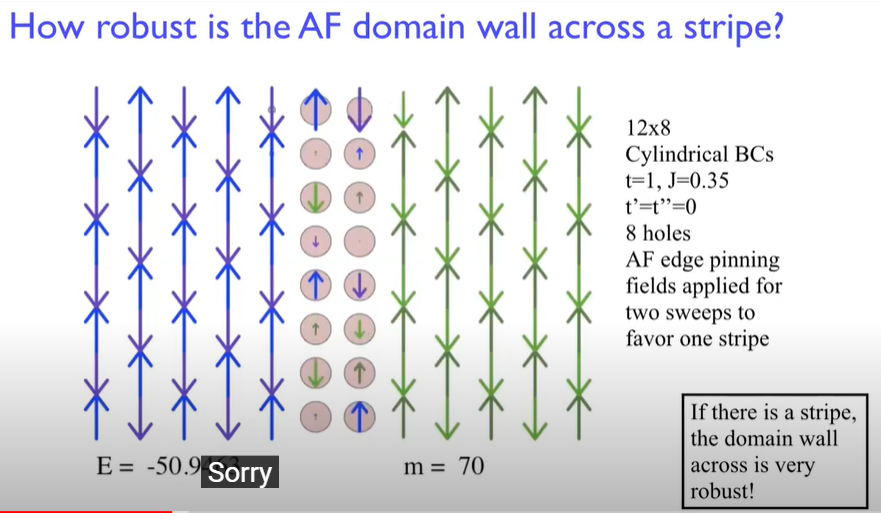 How robust is the AF domain wall across a stripe?
12x8
Cylindrical BCs
t=1, J=0.35
t’=t”=0
8 holes
AF edge pinning
fields applied for
two sweeps to
favor one stripe
If there is a stripe,
the domain wall
across is very
robust!
E = -50.9
m = 70
Sorry